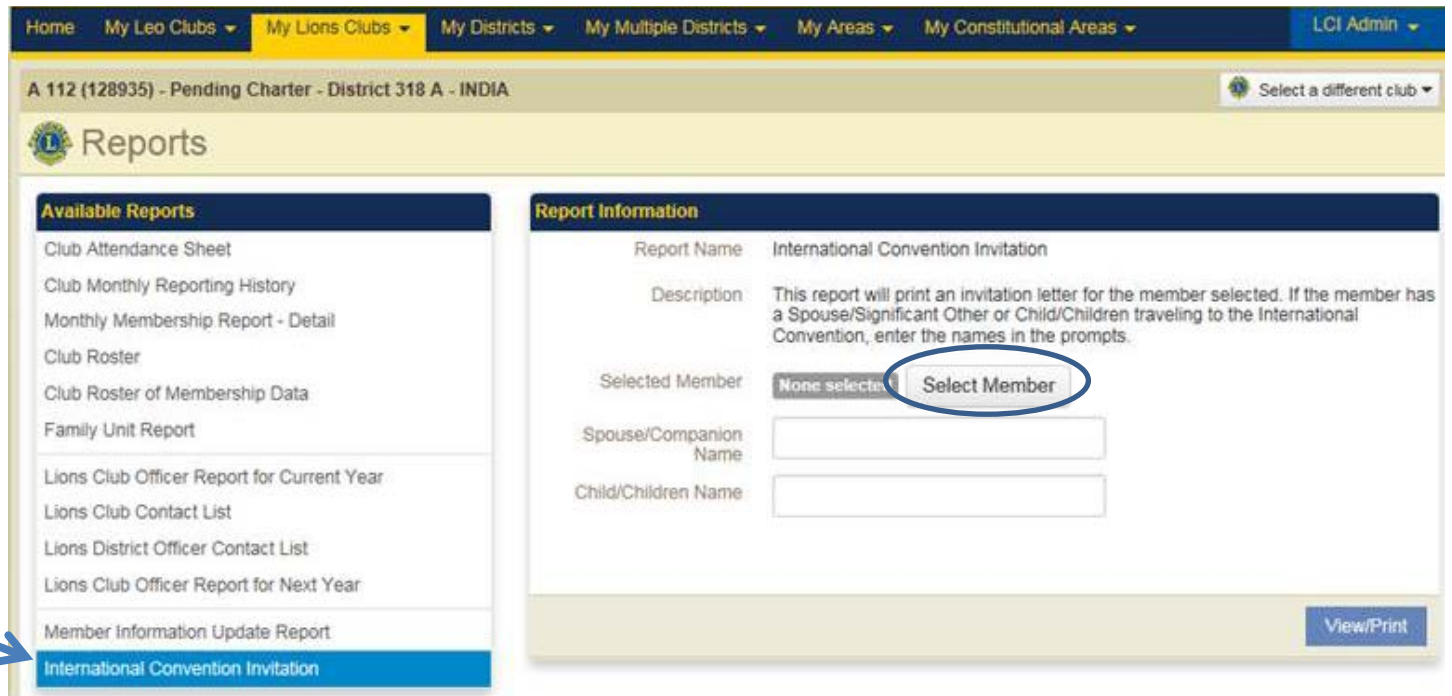 Home My Leo Clubs My Lions Clubs My Districts My Multiple Districts My Areas My Constitutional Areas LCI Admin
A 112 (128935) - Pending Charter - District 318 A - INDIA Select a different club
Reports
Available Reports
Club Attendance Sheet
Club Monthly Reporting History
Monthly Membership Report - Detail
Club Roster
Club Roster of Membership Data
Family Unit Report
Lions Club Officer Report for Current Year
Lions Club Contact List
Lions District Officer Contact List
Lions Club Officer Report for Next Year
Member Information Update Report
International Convention Invitation
Report Information
Report Name International Convention Invitation
Description This report will print an invitation letter for the member selected. If the member has
a Spouse/Significant Other or Child/Children traveling to the International
Convention, enter the names in the prompts.
Selected Member None selected Select Member
Spouse/Companion
Name
Child/Children Name
View/Print